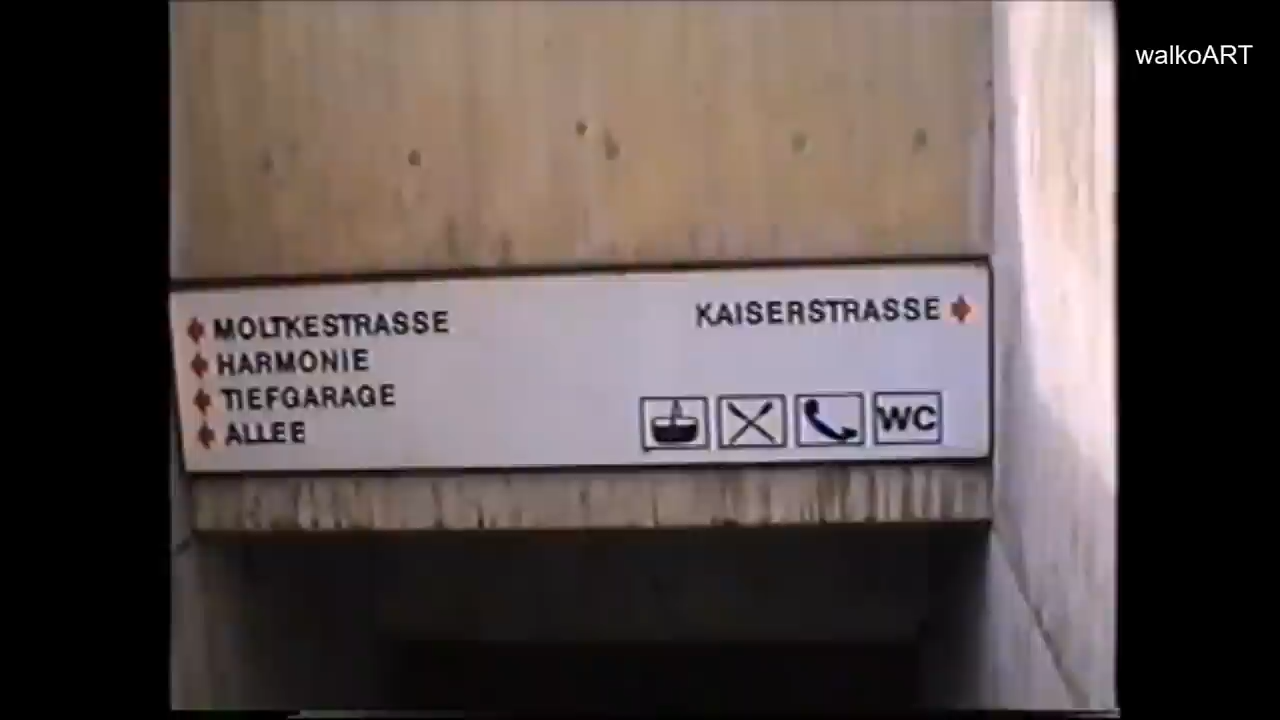 walkoART
MOLTKESTRASSE
HARMONIE
TIEFGARAGE
ALLEE
KAISERSTRASSE
WC